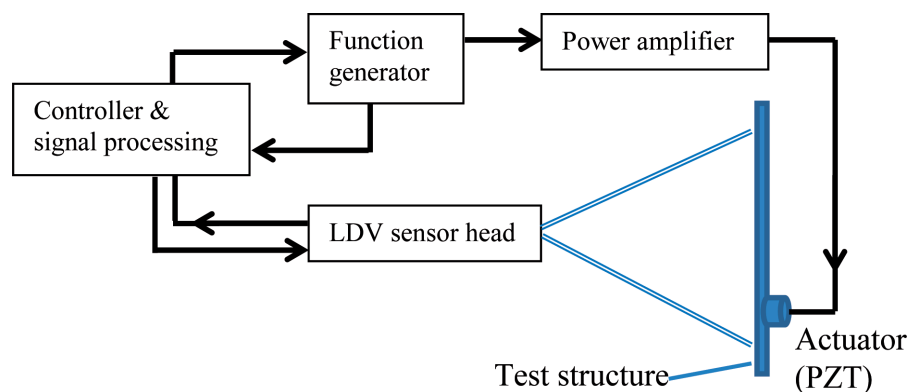 Function
generator
Power amplifier
Controller &
signal processing
LDV sensor head
Test structure
Actuator
(PZT)